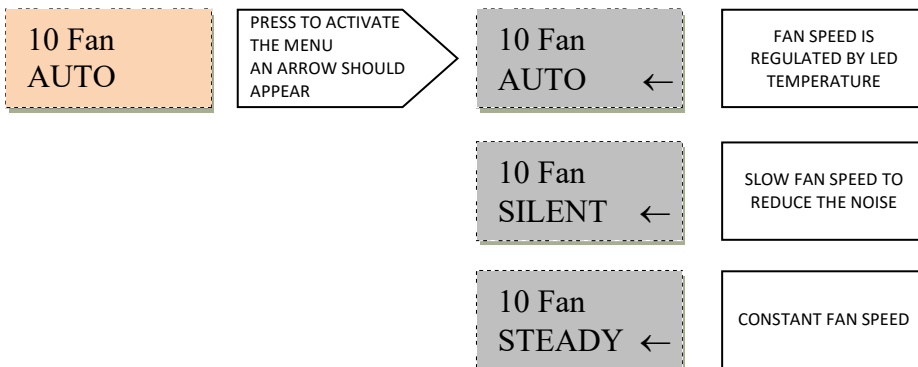 10 Fan
AUTO
PRESS TO ACTIVATE
THE MENU
AN ARROW SHOULD
APPEAR
10 Fan
AUTO ←
FAN SPEED IS
REGULATED BY LED
TEMPERATURE
10 Fan
SILENT ←
SLOW FAN SPEED TO
REDUCE THE NOISE
10 Fan
STEADY ←
CONSTANT FAN SPEED